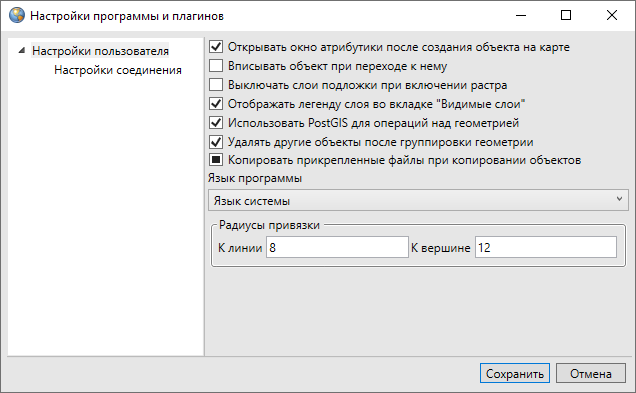 Настройки программы и плагинов
Настройки пользователя
Настройки соединения
Открывать окно атрибутики после создания объекта на карте
Вписывать объект при переходе к нему
Выключать слои подложки при включении растра
Отображать легенду слоя во вкладке "Видимые слои"
Использовать PostGIS для операций над геометрией
Удалять другие объекты после группировки геометрии
Копировать прикрепленные файлы при копировании объектов
Язык программы
Язык системы
Радиусы привязки
К линии 8 К вершине 12
Сохранить Отмена